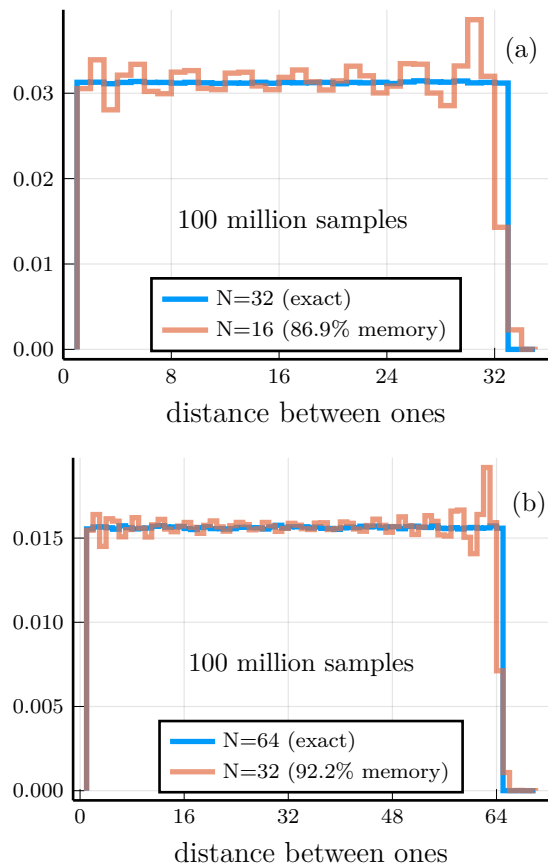 (a)
0.03
0.02
100 million samples
0.01
N=32 (exact)
N=16 (86.9% memory)
0.00
0 8 16 24 32
distance between ones
(b)
0.015
0.010
100 million samples
0.005
N=64 (exact)
N=32 (92.2% memory)
0.000
0 16 32 48 64
distance between ones